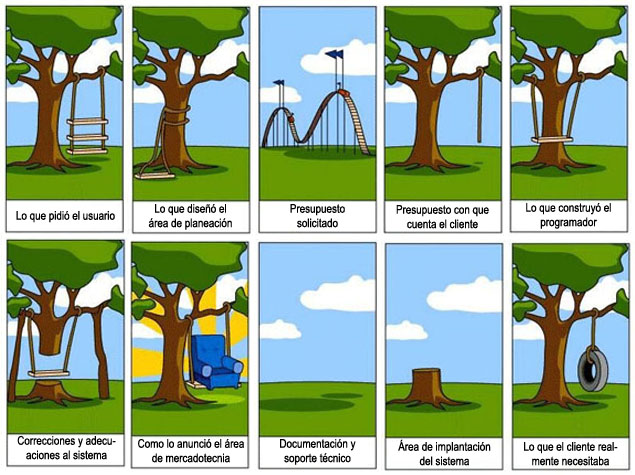 Lo que pidió el usuario
Lo que diseñó el
área de planeación
Presupuesto
solicitado
Presupuesto con que
cuenta el cliente
Lo que construyó el
programador
Correcciones y adecu-
aciones al sistema
Como lo anunció el área
de mercadotecnia
Documentación y
soporte técnico
Área de implantación
del sistema
Lo que el cliente real-
mente necesitaba